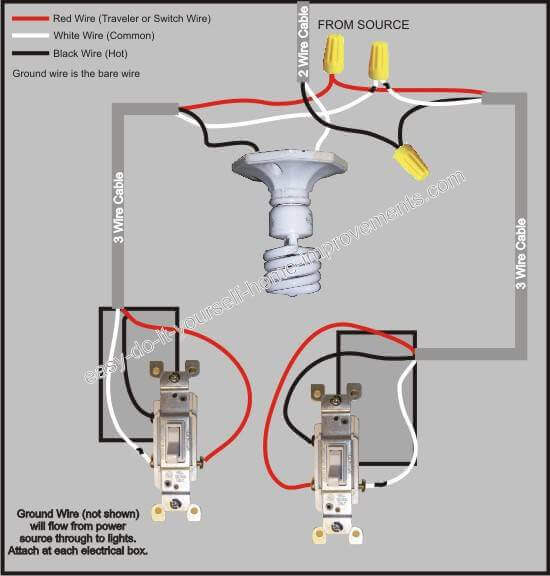 Red Wire (Traveler or Switch Wire)
White Wire (Common)
Black Wire (Hot)
Ground wire is the bare wire
2 Wire Cable
FROM SOURCE
3 Wire Cable
3 Wire Cable
easy-do-it-yourself-home-improvements.com
Ground Wire (not shown)
will flow from power
source through to lights.
Attach at each electrical box.